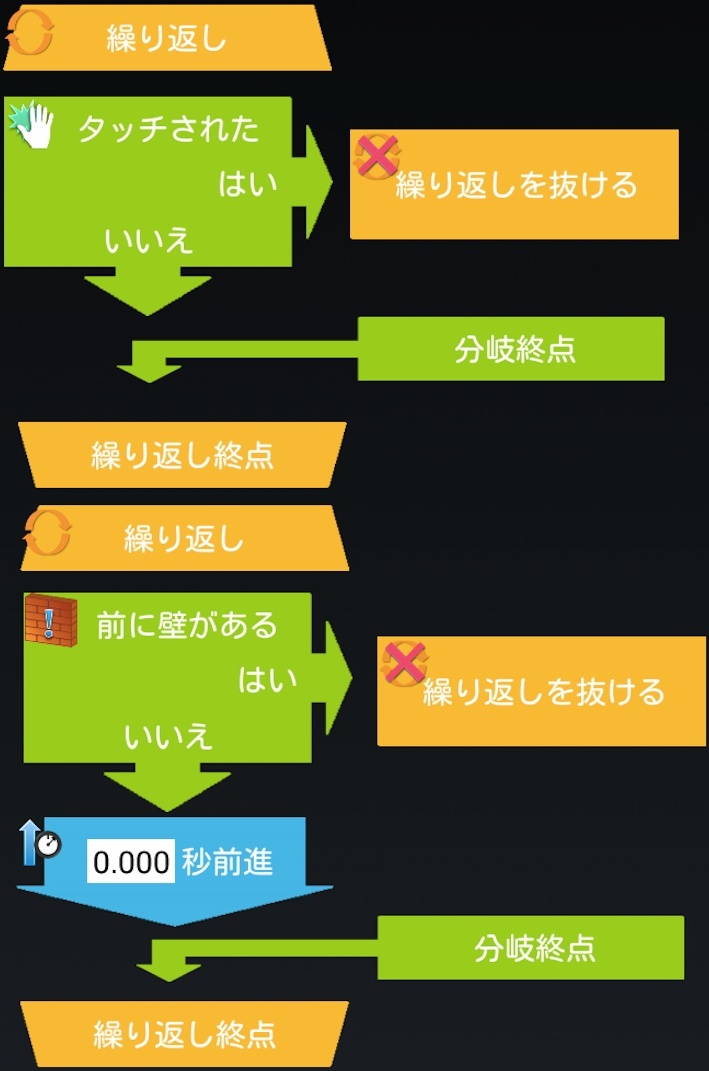 繰り返し
タッチされた
はい
繰り返しを抜ける
いいえ
分岐終点
繰り返し終点
繰り返し
前に壁がある
はい
繰り返しを抜ける
いいえ
0.000 秒前進
分岐終点
繰り返し終点